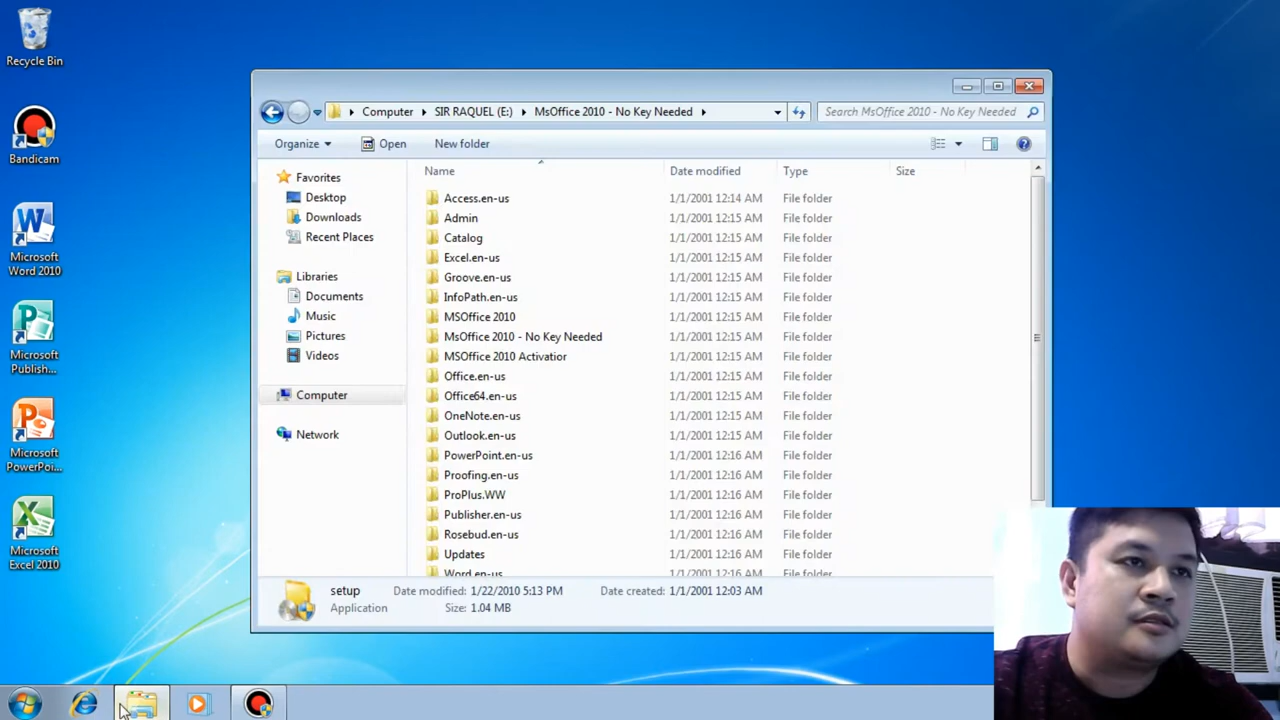 Recycle Bin
Bandicam
Microsoft
Word 2010
Microsoft
Publish...
Microsoft
PowerPoi...
Microsoft
Excel 2010
Computer
SIR RAQUEL (E:)
MsOffice 2010 - No Key Needed
Search MsOffice 2010 - No Key Needed
Organize
Open
New folder
Favorites
Desktop
Downloads
Recent Places
Libraries
Documents
Music
Pictures
Videos
Computer
Network
Name Date modified Type Size
Access.en-us 1/1/2001 12:14 AM File folder
Admin 1/1/2001 12:15 AM File folder
Catalog 1/1/2001 12:15 AM File folder
Excel.en-us 1/1/2001 12:15 AM File folder
Groove.en-us 1/1/2001 12:15 AM File folder
InfoPath.en-us 1/1/2001 12:15 AM File folder
MSOffice 2010 1/1/2001 12:15 AM File folder
MsOffice 2010 - No Key Needed 1/1/2001 12:15 AM File folder
MSOffice 2010 Activatior 1/1/2001 12:15 AM File folder
Office.en-us 1/1/2001 12:15 AM File folder
Office64.en-us 1/1/2001 12:15 AM File folder
OneNote.en-us 1/1/2001 12:15 AM File folder
Outlook.en-us 1/1/2001 12:15 AM File folder
PowerPoint.en-us 1/1/2001 12:16 AM File folder
Proofing.en-us 1/1/2001 12:16 AM File folder
ProPlus.WW 1/1/2001 12:16 AM File folder
Publisher.en-us 1/1/2001 12:16 AM File folder
Rosebud.en-us 1/1/2001 12:16 AM File folder
Updates 1/1/2001 12:16 AM File folder
Word.en-us 1/1/2001 12:16 AM File folder
setup Date modified: 1/22/2010 5:13 PM Date created: 1/1/2001 12:03 AM
Application Size: 1.04 MB